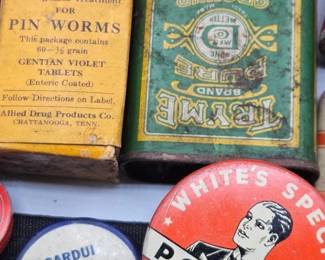 Treatment
FOR
PIN WORMS
This package contains
60-½ grain
GENTIAN VIOLET
TABLETS
(Enteric Coated)
Follow Directions on Label.
Allied Drug Products Co.
CHATTANOOGA, TENN.
TRYME
BRAND
PURE
WHITE'S SPEC
CARDUI